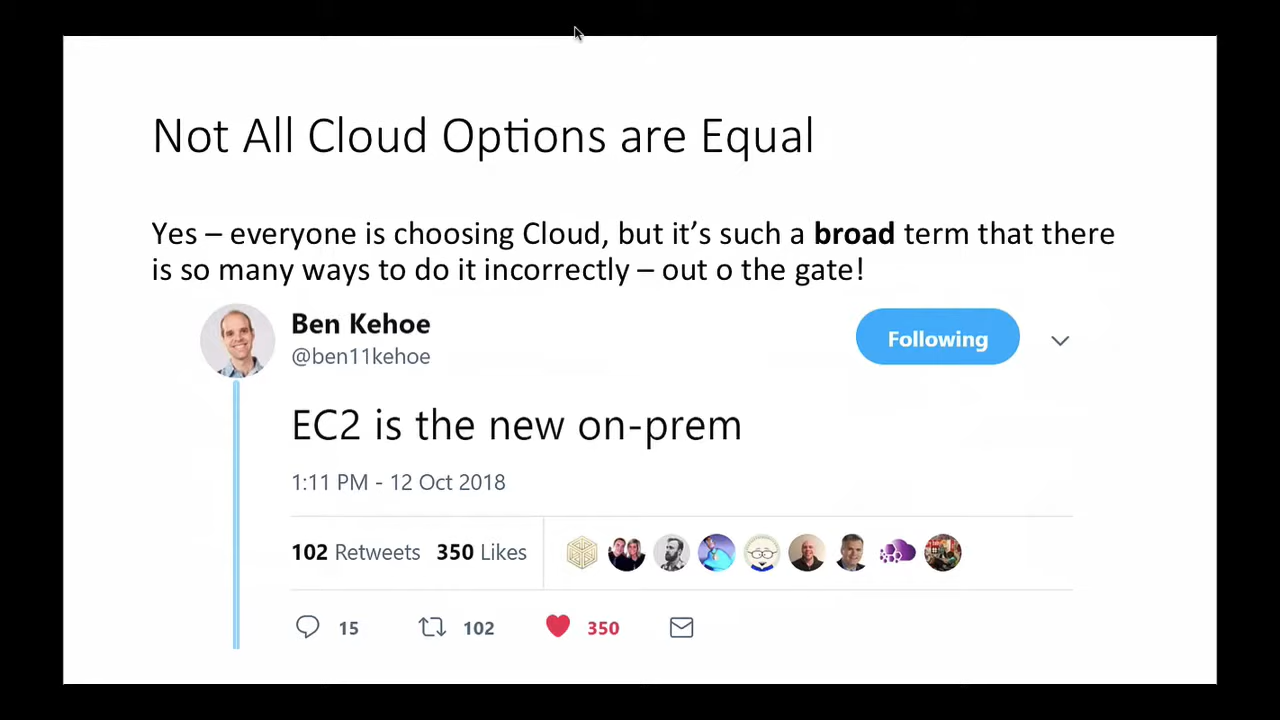 Not All Cloud Options are Equal
Yes – everyone is choosing Cloud, but it’s such a broad term that there
is so many ways to do it incorrectly – out o the gate!
Ben Kehoe
Following
@ben11kehoe
EC2 is the new on-prem
1:11 PM - 12 Oct 2018
102 Retweets 350 Likes
15 102 350